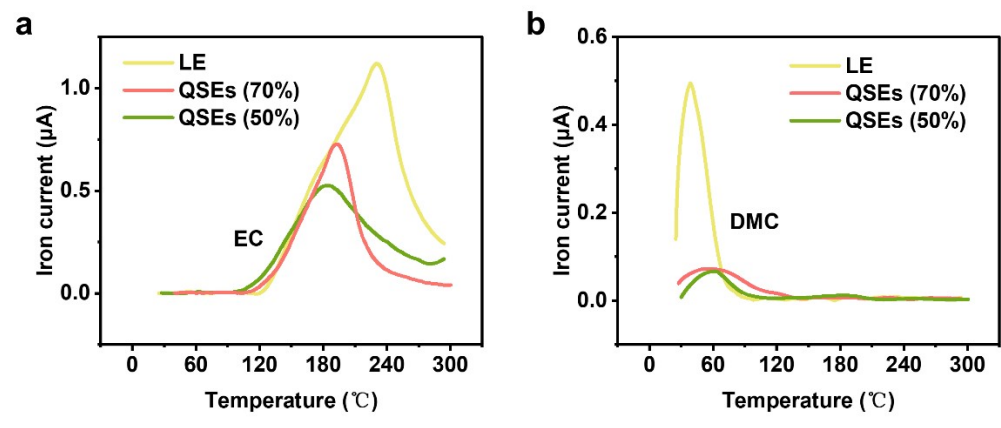 a
LE
QSEs (70%)
QSEs (50%)
EC
1.0
0.5
0.0
Iron current (μA)
0 60 120 180 240 300
Temperature (℃)
b
LE
QSEs (70%)
QSEs (50%)
DMC
0.6
0.4
0.2
0.0
Iron current (μA)
0 60 120 180 240 300
Temperature (℃)